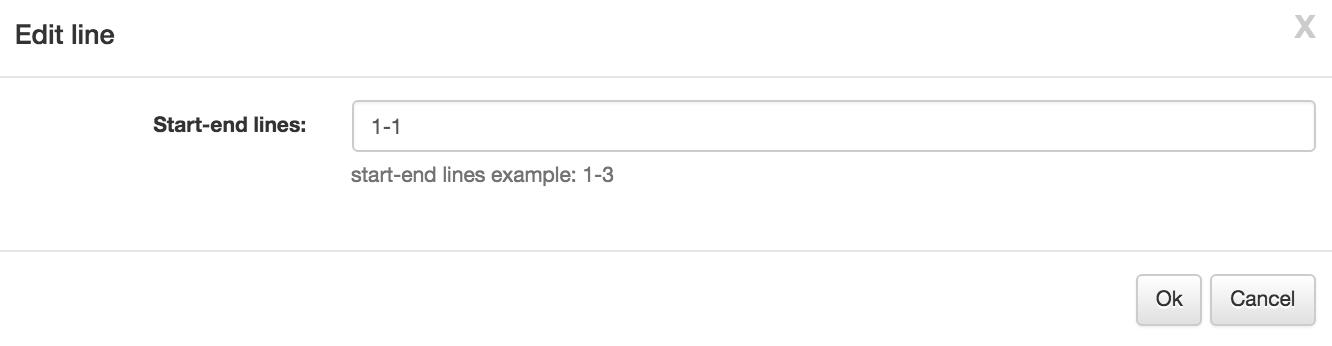 Edit line
X
Start-end lines:
1-1
start-end lines example: 1-3
Ok
Cancel